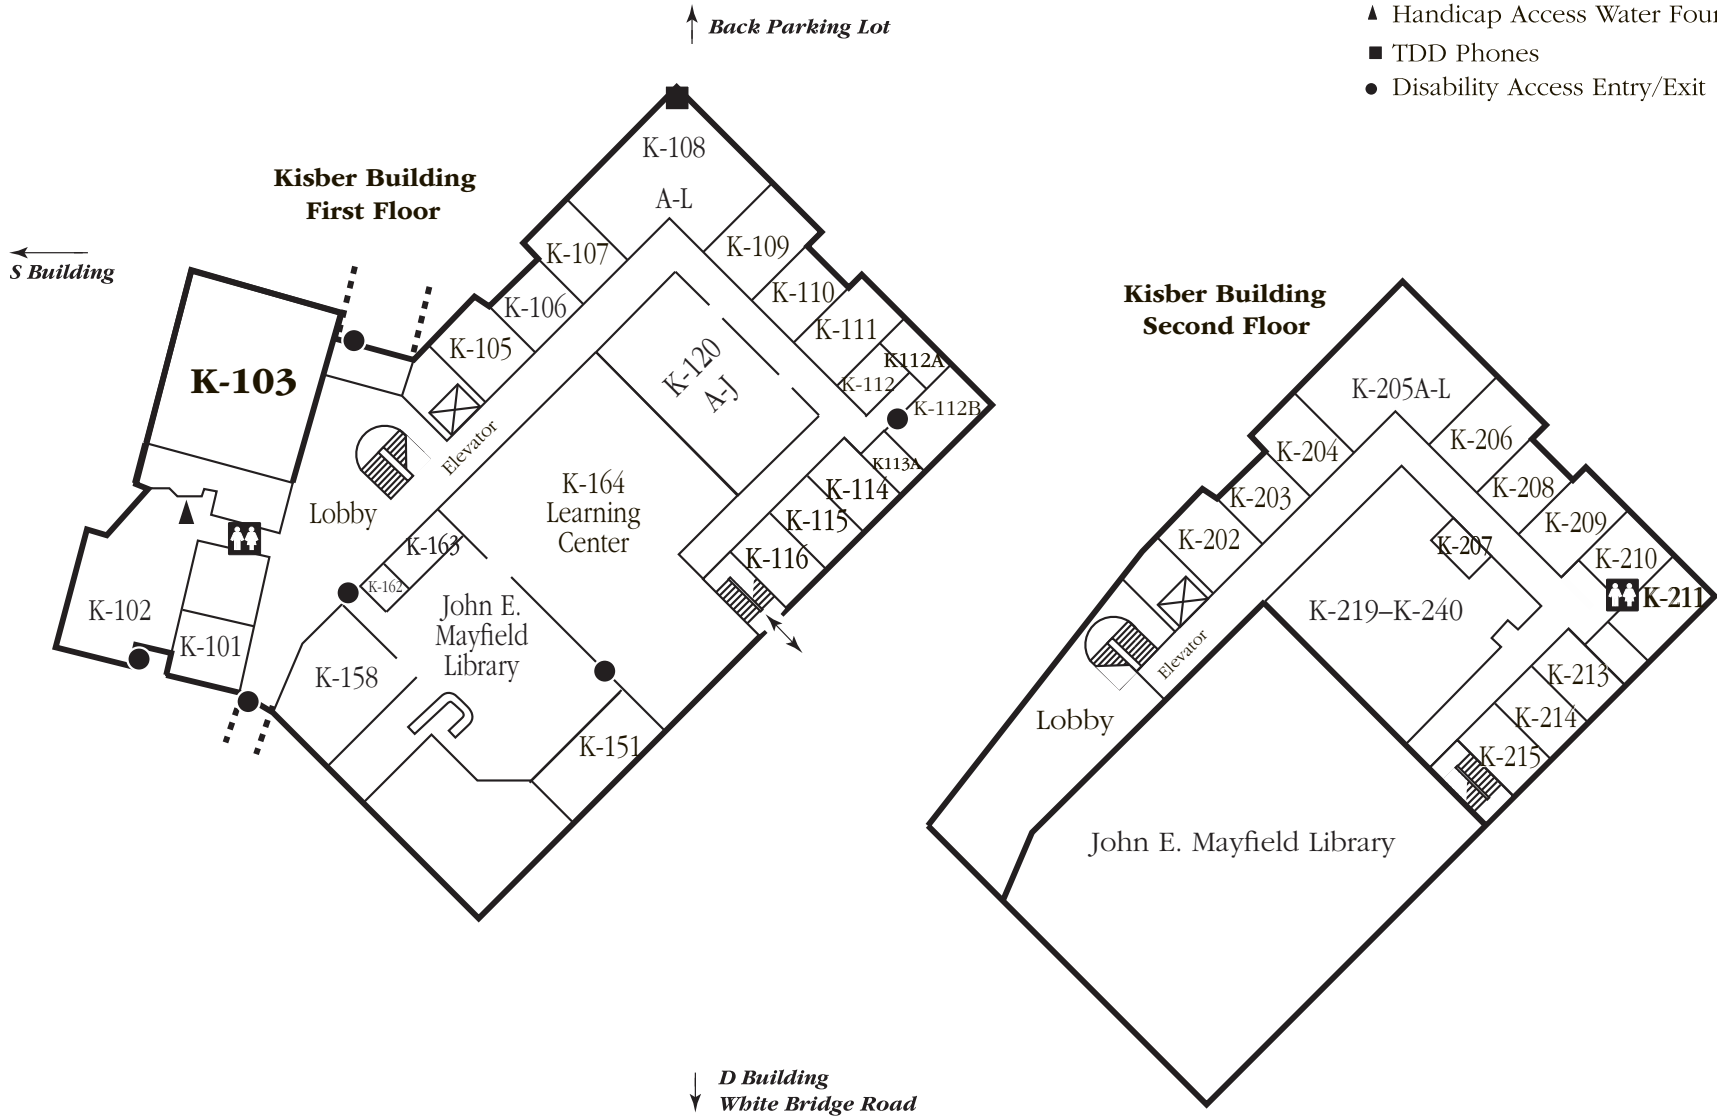 Back Parking Lot
Handicap Access Water Foun
TDD Phones
Disability Access Entry/Exit
Kisber Building
First Floor
S Building
K-108
A-L
K-107
K-109
K-106
K-110
K-105
K-111
K112A
K-112
K-112B
K-120
A-J
K-103
Elevator
K113A
K-114
K-115
K-116
K-164
Learning
Center
Lobby
K-163
K-162
John E.
Mayfield
Library
K-102
K-101
K-158
K-151
Kisber Building
Second Floor
K-205A-L
K-204
K-206
K-203
K-208
K-202
K-209
K-207
K-210
K-211
K-219–K-240
Elevator
K-213
K-214
K-215
Lobby
John E. Mayfield Library
D Building
White Bridge Road